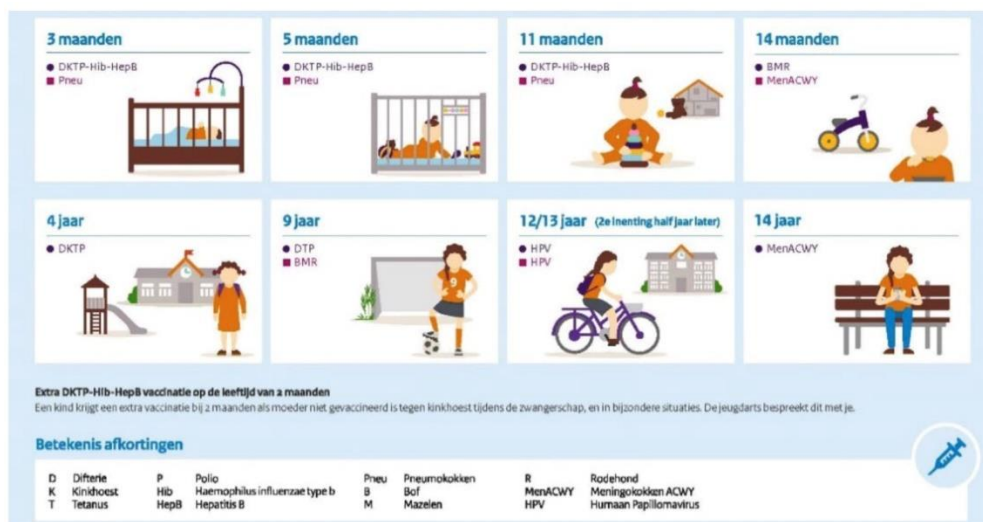 3 maanden
DKTP-Hib-HepB
Pneu
5 maanden
DKTP-Hib-HepB
Pneu
11 maanden
DKTP-Hib-HepB
Pneu
14 maanden
BMR
MenACWY
4 jaar
DKTP
9 jaar
DTP
BMR
9
12/13 jaar (2e inenting half jaar later)
HPV
HPV
14 jaar
MenACWY
Extra DKTP-Hib-HepB vaccinatie op de leeftijd van 2 maanden
Een kind krijgt een extra vaccinatie bij 2 maanden als moeder niet gevaccineerd is tegen kinkhoest tijdens de zwangerschap, en in bijzondere situaties. De jeugdarts bespreekt dit met je.
Betekenis afkortingen
D Difterie P Polio Pneu Pneumokokken R Rodehond
K Kinkhoest Hib Haemophilus influenzae type b B Bof MenACWY Meningokokken ACWY
T Tetanus HepB Hepatitis B M Mazelen HPV Humaan Papillomavirus